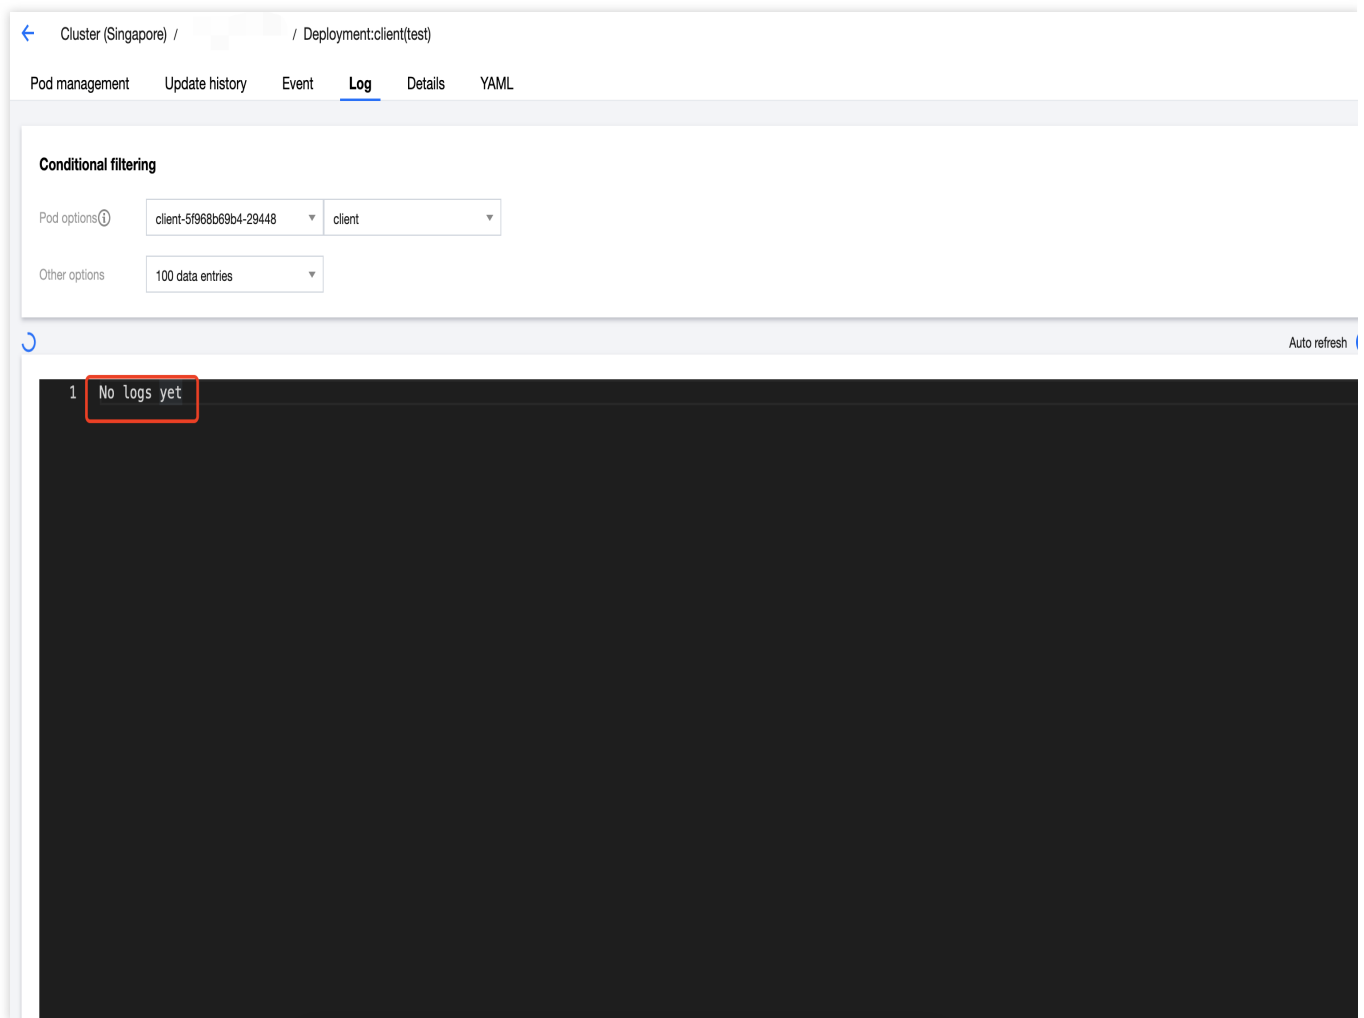 Cluster (Singapore) / / Deployment:client(test)
Pod management Update history Event Log Details YAML
Conditional filtering
Pod options client-5f968b69b4-29448 client
Other options 100 data entries
Auto refresh
1 No logs yet